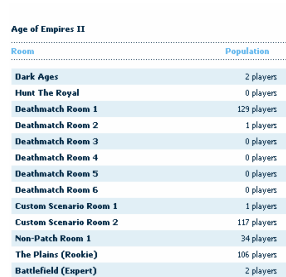 Age of Empires II
Room Population
Dark Ages 2 players
Hunt The Royal 0 players
Deathmatch Room 1 129 players
Deathmatch Room 2 1 players
Deathmatch Room 3 0 players
Deathmatch Room 4 0 players
Deathmatch Room 5 0 players
Deathmatch Room 6 0 players
Custom Scenario Room 1 1 players
Custom Scenario Room 2 117 players
Non-Patch Room 1 34 players
The Plains (Rookie) 106 players
Battlefield (Expert) 2 players